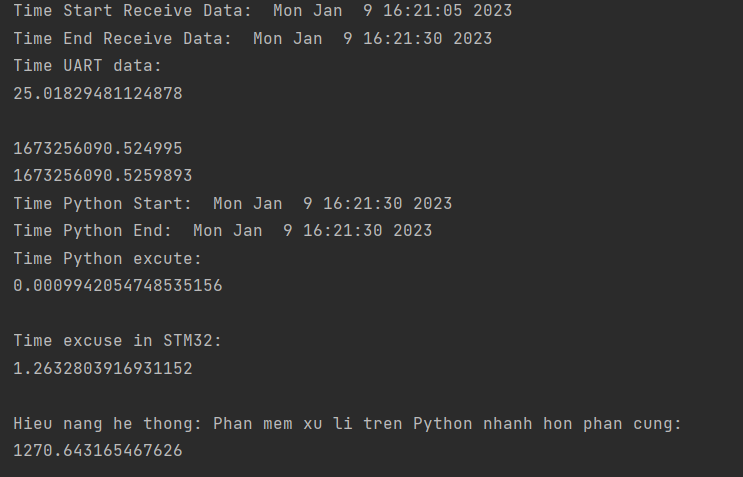 Time Start Receive Data:  Mon Jan  9 16:21:05 2023
Time End Receive Data:  Mon Jan  9 16:21:30 2023
Time UART data:
25.01829481124878
1673256090.524995
1673256090.5259893
Time Python Start:  Mon Jan  9 16:21:30 2023
Time Python End:  Mon Jan  9 16:21:30 2023
Time Python excute:
0.0009942054748535156
Time excuse in STM32:
1.2632803916931152
Hieu nang he thong: Phan mem xu li tren Python nhanh hon phan cung:
1270.643165467626